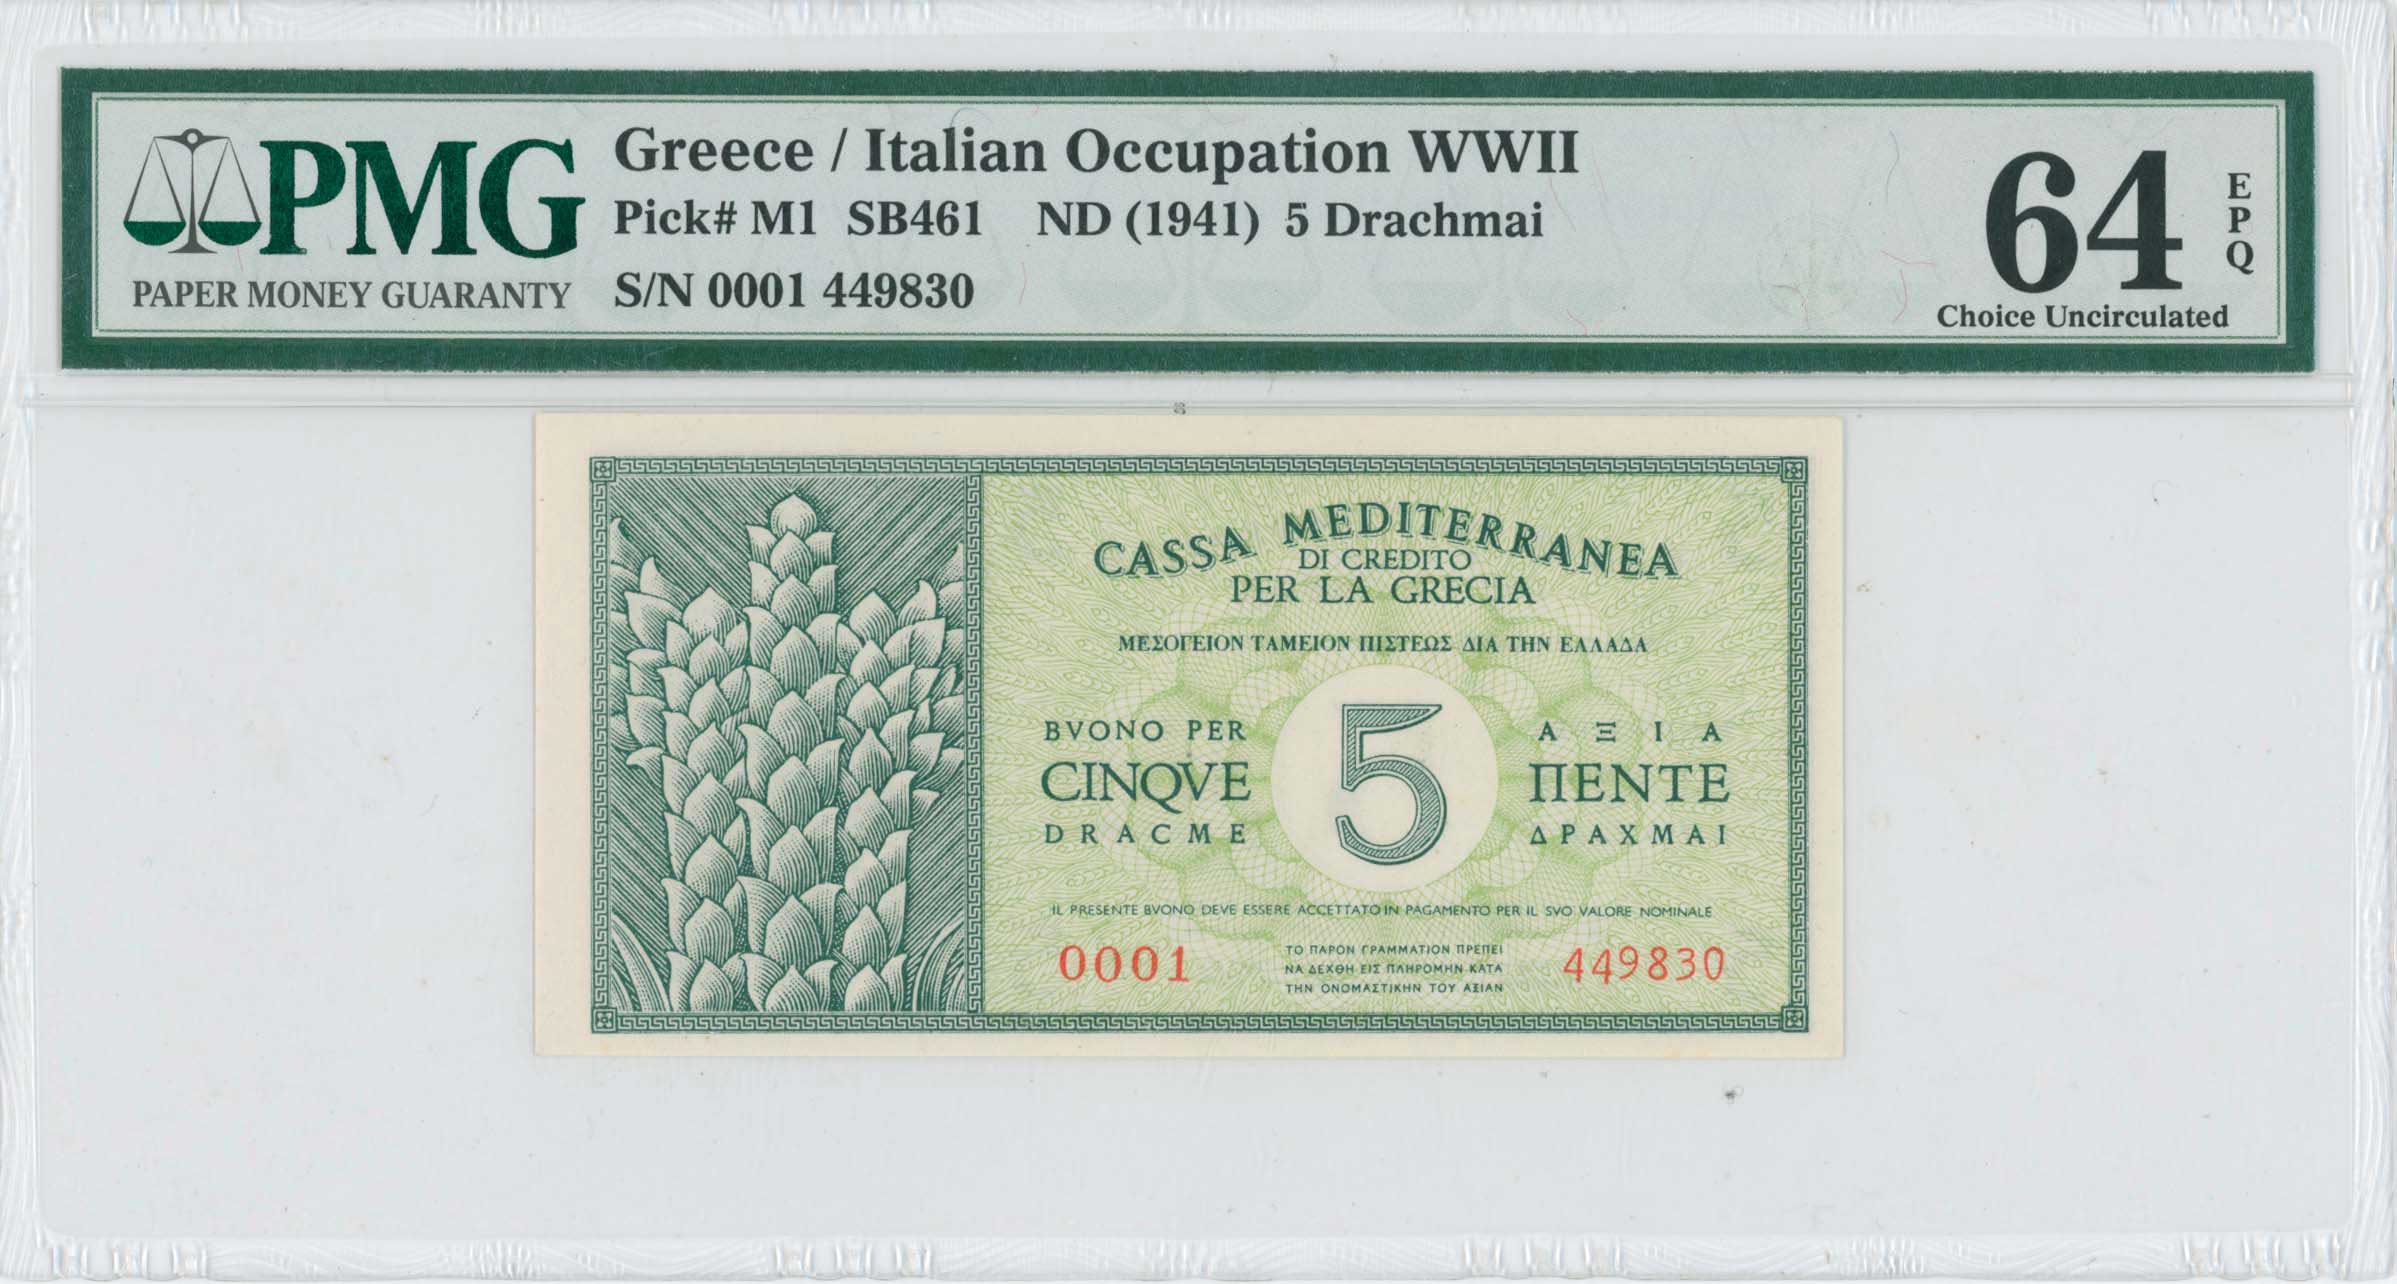 PMG
PAPER MONEY GUARANTY
Greece / Italian Occupation WWII
Pick# M1 SB461 ND (1941) 5 Drachmai
S/N 0001 449830
64
EPQ
Choice Uncirculated
CASSA MEDITERRANEA
DI CREDITO
PER LA GRECIA
ΜΕΣΟΓΕΙΟΝ ΤΑΜΕΙΟΝ ΠΙΣΤΕΩΣ ΔΙΑ ΤΗΝ ΕΛΛΑΔΑ
BVONO PER
CINQVE
DRACME
5
ΑΞΙΑ
ΠΕΝΤΕ
ΔΡΑΧΜΑΙ
IL PRESENTE BVONO DEVE ESSERE ACCETTATO IN PAGAMENTO PER IL SVO VALORE NOMINALE
0001
ΤΟ ΠΑΡΟΝ ΓΡΑΜΜΑΤΙΟΝ ΠΡΕΠΕΙ
ΝΑ ΔΕΧΘΗ ΕΙΣ ΠΛΗΡΟΜΗΝ ΚΑΤΑ
ΤΗΝ ΟΝΟΜΑΣΤΙΚΗΝ ΤΟΥ ΑΞΙΑΝ
449830